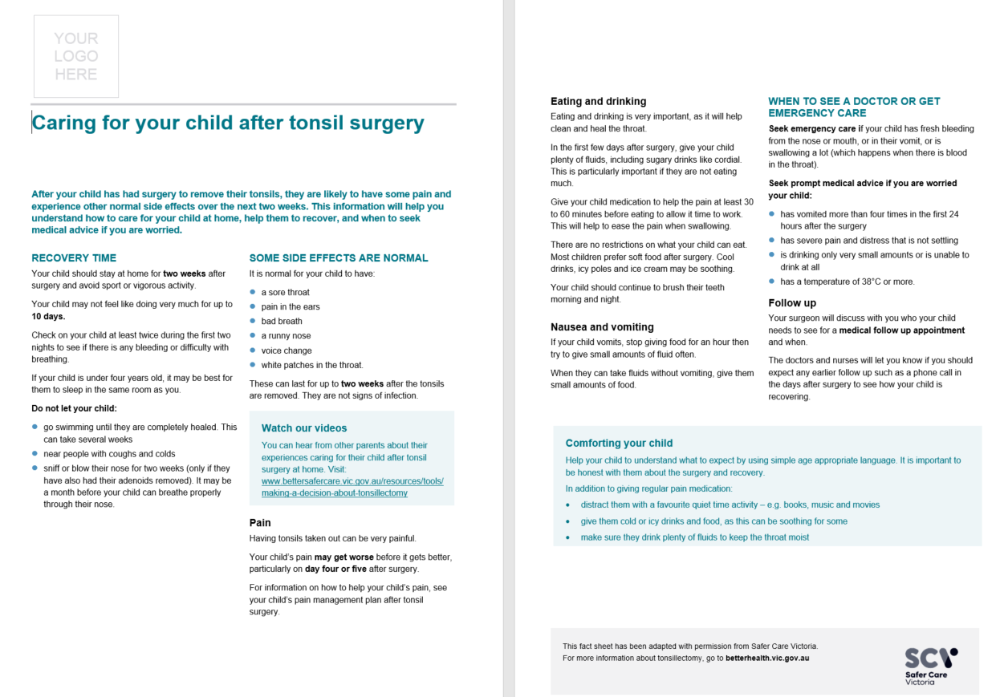 YOUR
LOGO
HERE
Caring for your child after tonsil surgery
After your child has had surgery to remove their tonsils, they are likely to have some pain and
experience other normal side effects over the next two weeks. This information will help you
understand how to care for your child at home, help them to recover, and when to seek
medical advice if you are worried.
RECOVERY TIME
Your child should stay at home for two weeks after
surgery and avoid sport or vigorous activity.
Your child may not feel like doing very much for up to
10 days.
Check on your child at least twice during the first two
nights to see if there is any bleeding or difficulty with
breathing.
If your child is under four years old, it may be best for
them to sleep in the same room as you.
Do not let your child:
go swimming until they are completely healed. This
can take several weeks
near people with coughs and colds
sniff or blow their nose for two weeks (only if they
have also had their adenoids removed). It may be
a month before your child can breathe properly
through their nose.
SOME SIDE EFFECTS ARE NORMAL
It is normal for your child to have:
a sore throat
pain in the ears
bad breath
a runny nose
voice change
white patches in the throat.
These can last for up to two weeks after the tonsils
are removed. They are not signs of infection.
Watch our videos
You can hear from other parents about their
experiences caring for their child after tonsil
surgery at home. Visit:
www.bettersafercare.vic.gov.au/resources/tools/
making-a-decision-about-tonsillectomy
Pain
Having tonsils taken out can be very painful.
Your child's pain may get worse before it gets better,
particularly on day four or five after surgery.
For information on how to help your child's pain, see
your child's pain management plan after tonsil
surgery.
Eating and drinking
Eating and drinking is very important, as it will help
clean and heal the throat.
In the first few days after surgery, give your child
plenty of fluids, including sugary drinks like cordial.
This is particularly important if they are not eating
much.
Give your child medication to help the pain at least 30
to 60 minutes before eating to allow it time to work.
This will help to ease the pain when swallowing.
There are no restrictions on what your child can eat.
Most children prefer soft food after surgery. Cool
drinks, icy poles and ice cream may be soothing.
Your child should continue to brush their teeth
morning and night.
Nausea and vomiting
If your child vomits, stop giving food for an hour then
try to give small amounts of fluid often.
When they can take fluids without vomiting, give them
small amounts of food.
WHEN TO SEE A DOCTOR OR GET
EMERGENCY CARE
Seek emergency care if your child has fresh bleeding
from the nose or mouth, or in their vomit, or is
swallowing a lot (which happens when there is blood
in the throat).
Seek prompt medical advice if you are worried
your child:
has vomited more than four times in the first 24
hours after the surgery
has severe pain and distress that is not settling
is drinking only very small amounts or is unable to
drink at all
has a temperature of 38°C or more.
Follow up
Your surgeon will discuss with you who your child
needs to see for a medical follow up appointment
and when.
The doctors and nurses will let you know if you should
expect any earlier follow up such as a phone call in
the days after surgery to see how your child is
recovering.
Comforting your child
Help your child to understand what to expect by using simple age appropriate language. It is important to
be honest with them about the surgery and recovery.
In addition to giving regular pain medication:
distract them with a favourite quiet time activity – e.g. books, music and movies
give them cold or icy drinks and food, as this can be soothing for some
make sure they drink plenty of fluids to keep the throat moist
This fact sheet has been adapted with permission from Safer Care Victoria.
For more information about tonsillectomy, go to betterhealth.vic.gov.au
SCV
Safer Care
Victoria